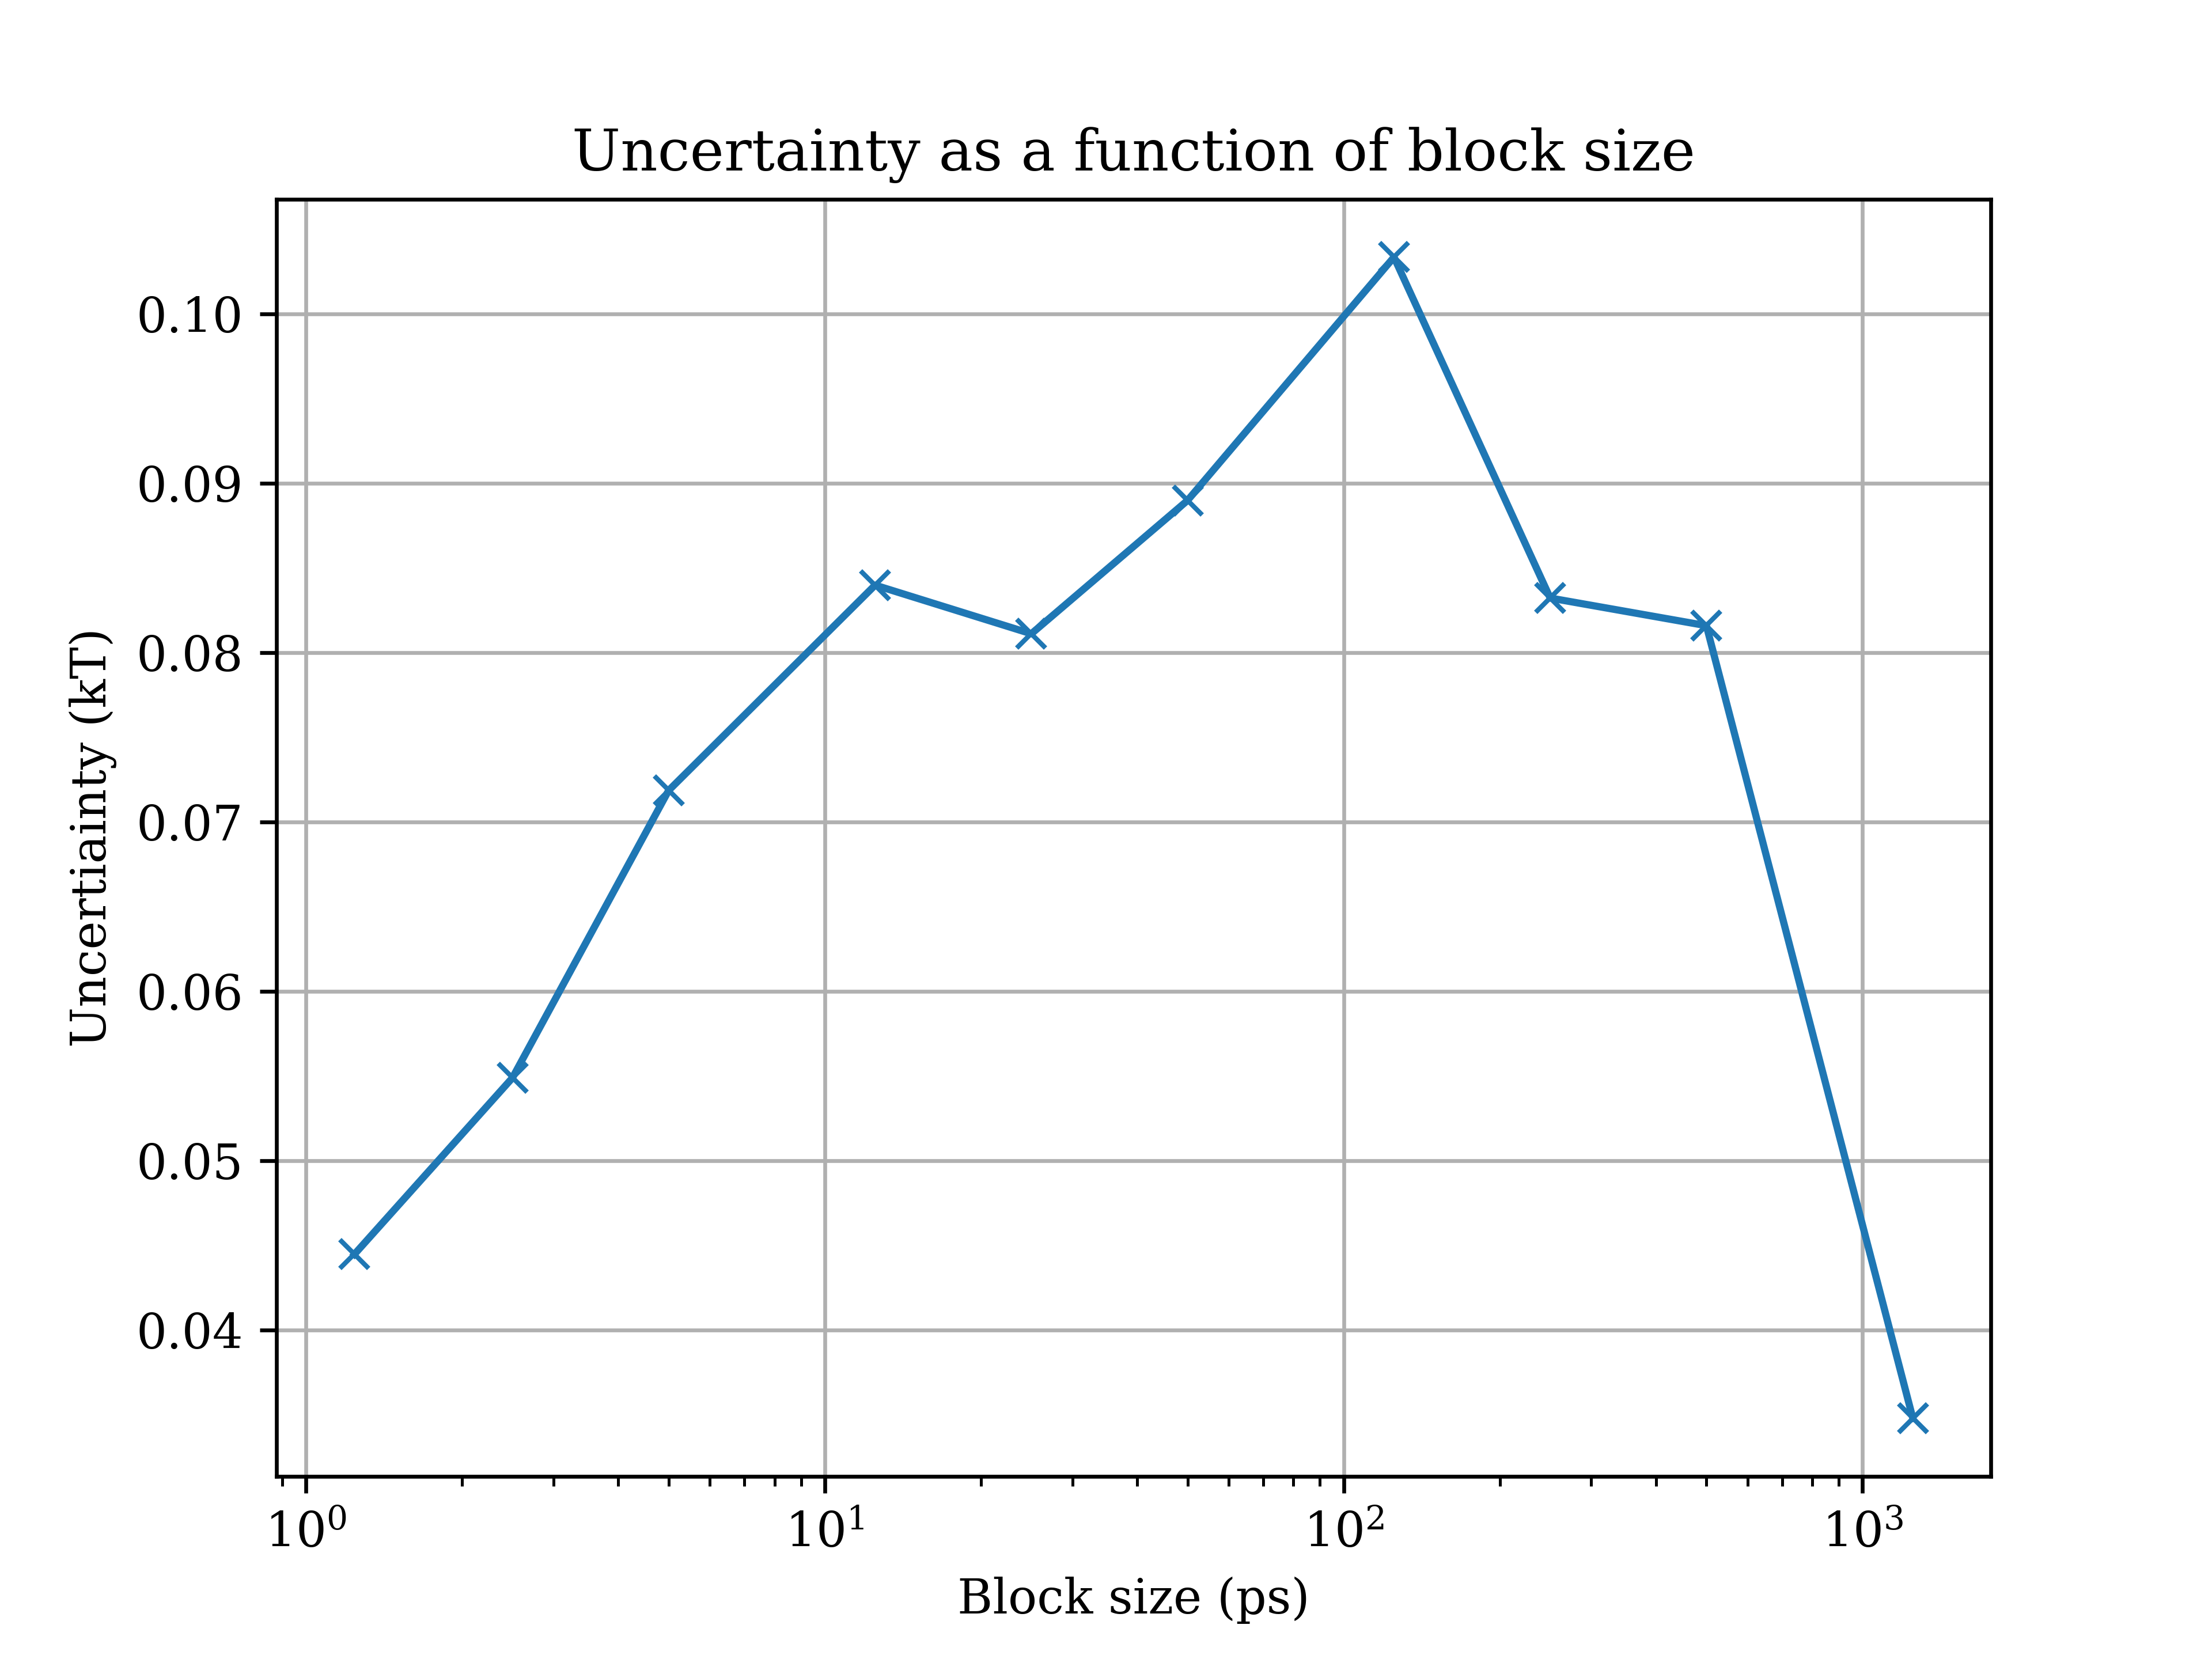 Uncertainty as a function of block size
0.10
0.09
0.08
0.07
0.06
0.05
0.04
Uncertiainty (kT)
10⁰ 10¹ 10² 10³
Block size (ps)